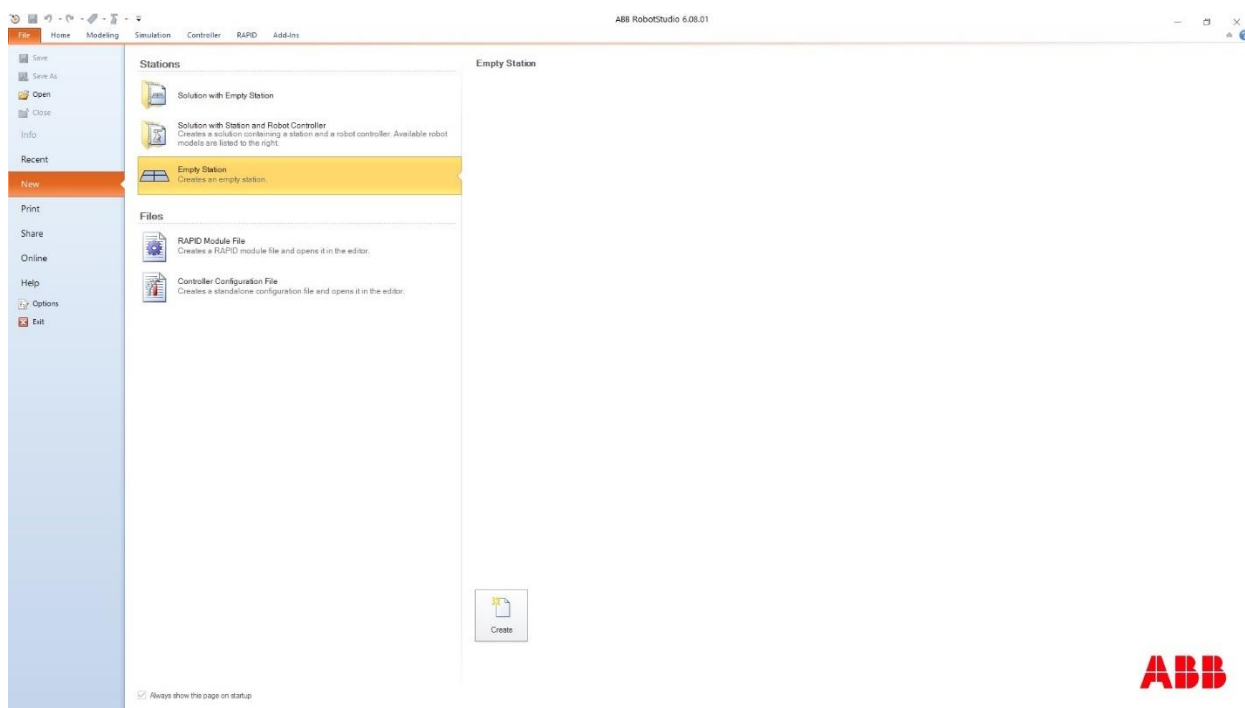 ABB RobotStudio 6.08.01
File Home Modeling Simulation Controller RAPID Add-Ins
Save
Save As
Open
Close
Info
Recent
New
Print
Share
Online
Help
Options
Exit
Stations
Solution with Empty Station
Solution with Station and Robot Controller
Creates a solution containing a station and a robot controller. Available robot
models are listed to the right.
Empty Station
Creates an empty station.
Files
RAPID Module File
Creates a RAPID module file and opens it in the editor.
Controller Configuration File
Creates a standalone configuration file and opens it in the editor.
Always show this page on startup
Empty Station
Create
ABB